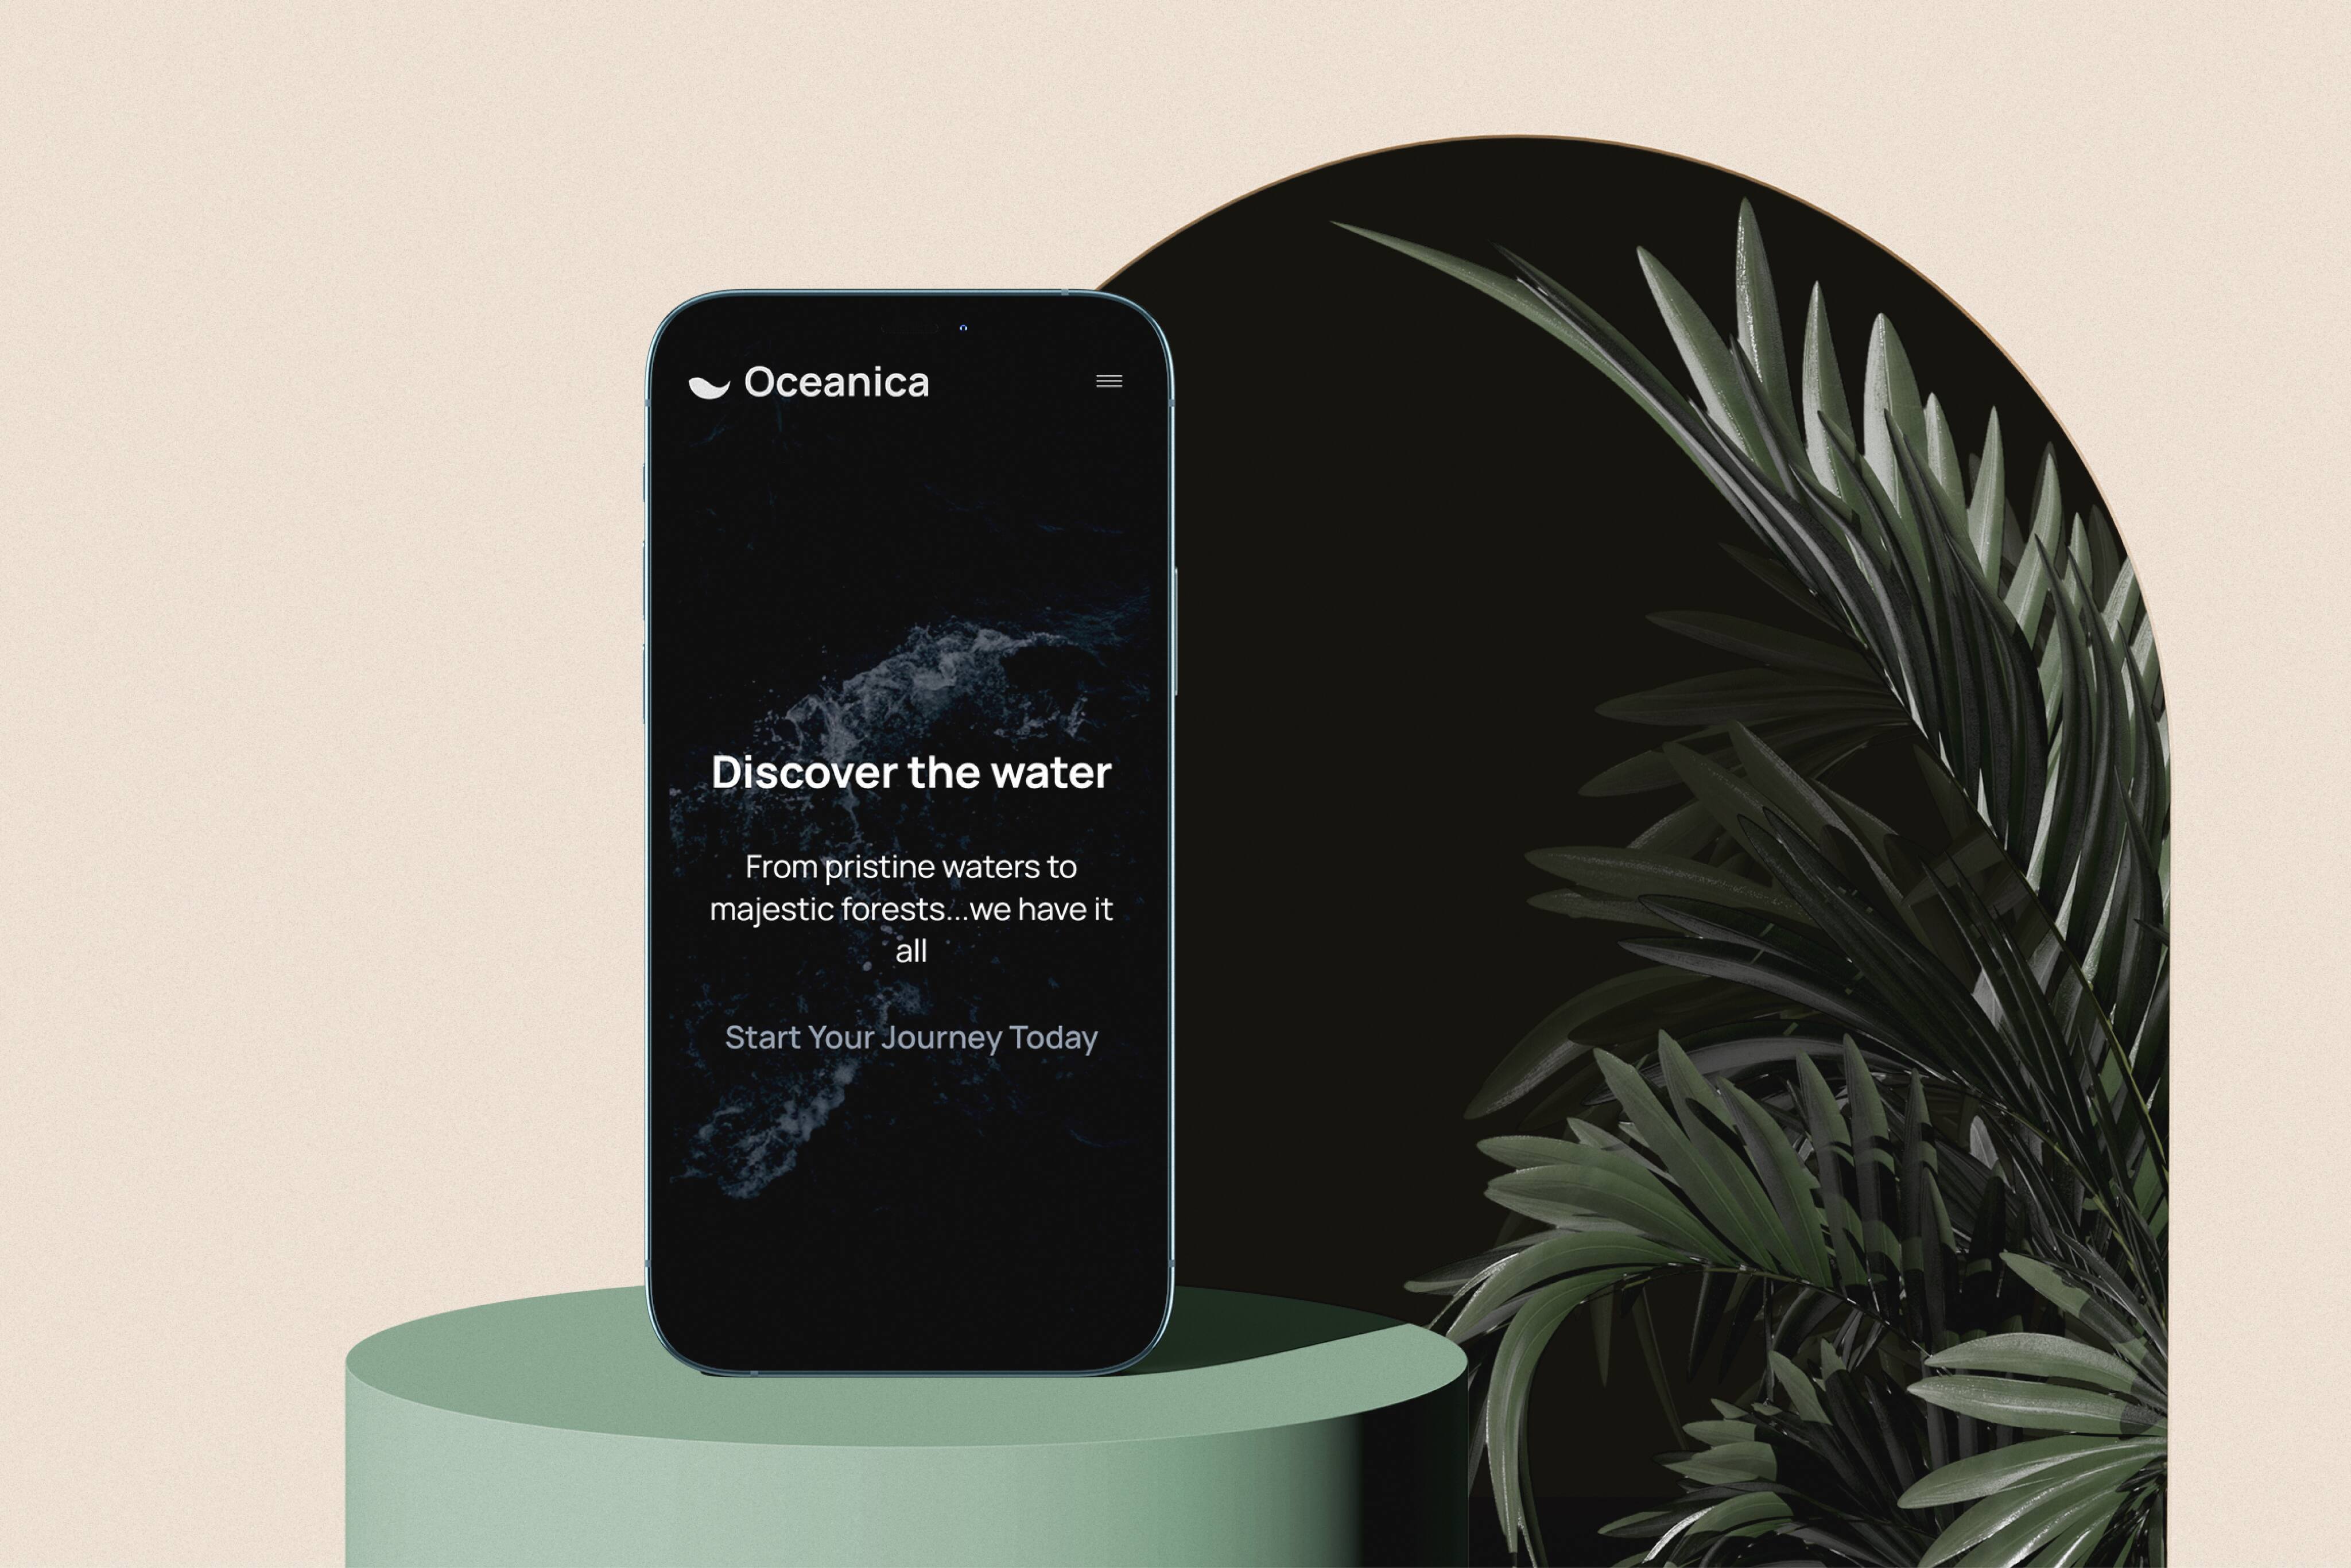 Oceanica
Discover the water
From pristine waters to
majestic forests...we have it
all
Start Your Journey Today